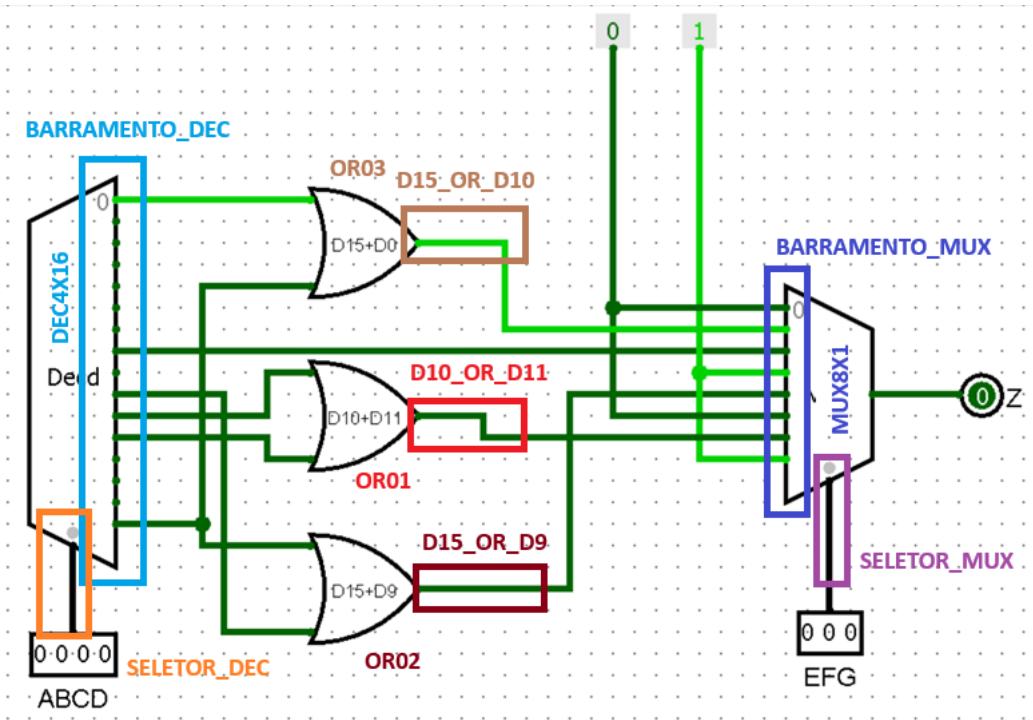 0
1
BARRAMENTO_DEC
OR03
D15_OR_D10
0
D15+D0
BARRAMENTO_MUX
DEC4X16
0
Decd
D10_OR_D11
MUX8X1
D10+D11
0
Z
OR01
D15_OR_D9
SELETOR_MUX
D15+D9
0 0 0
0 0 0 0
SELETOR_DEC
OR02
EFG
ABCD